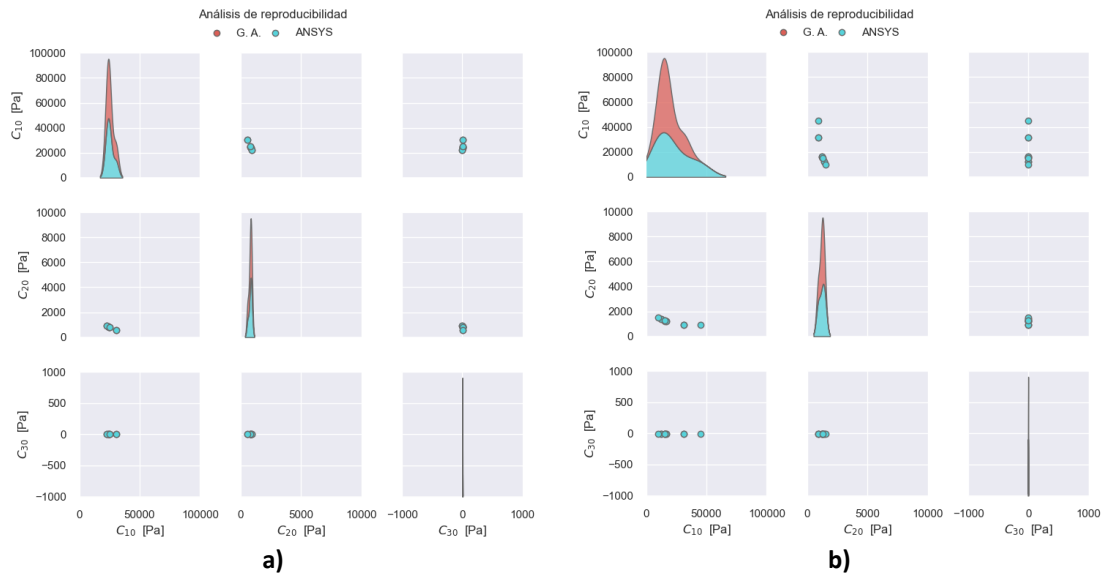 Análisis de reproducibilidad
G. A. ANSYS
100000
80000
60000
40000
20000
0
C10 [Pa]
10000
8000
6000
4000
2000
0
C20 [Pa]
1000
500
0
−500
−1000
C30 [Pa]
0 50000 100000
C10 [Pa]
0 5000 10000
C20 [Pa]
−1000 0 1000
C30 [Pa]
a)
Análisis de reproducibilidad
G. A. ANSYS
100000
80000
60000
40000
20000
0
C10 [Pa]
10000
8000
6000
4000
2000
0
C20 [Pa]
1000
500
0
−500
−1000
C30 [Pa]
0 50000 100000
C10 [Pa]
0 5000 10000
C20 [Pa]
−1000 0 1000
C30 [Pa]
b)